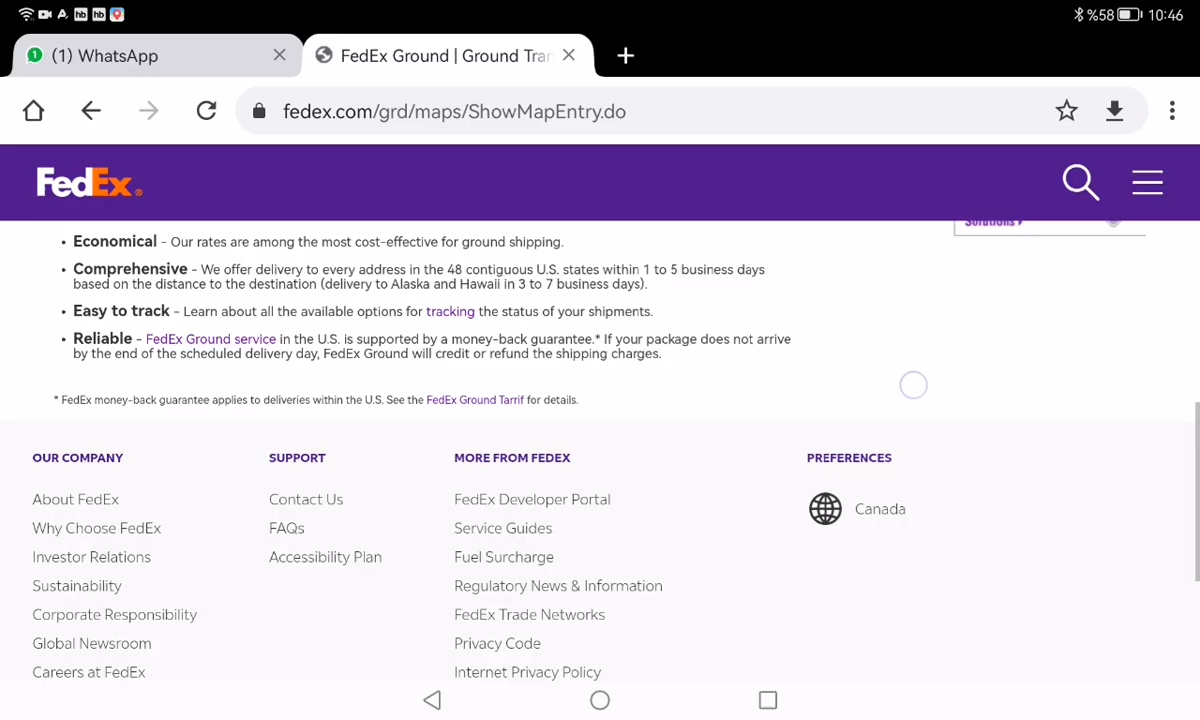 %58 10:46
(1) WhatsApp
FedEx Ground | Ground Tran
fedex.com/grd/maps/ShowMapEntry.do
FedEx®
Solutions
• Economical - Our rates are among the most cost-effective for ground shipping.
• Comprehensive - We offer delivery to every address in the 48 contiguous U.S. states within 1 to 5 business days
based on the distance to the destination (delivery to Alaska and Hawaii in 3 to 7 business days).
• Easy to track - Learn about all the available options for tracking the status of your shipments.
• Reliable - FedEx Ground service in the U.S. is supported by a money-back guarantee.* If your package does not arrive
by the end of the scheduled delivery day, FedEx Ground will credit or refund the shipping charges.
* FedEx money-back guarantee applies to deliveries within the U.S. See the FedEx Ground Tarrif for details.
OUR COMPANY
About FedEx
Why Choose FedEx
Investor Relations
Sustainability
Corporate Responsibility
Global Newsroom
Careers at FedEx
SUPPORT
Contact Us
FAQs
Accessibility Plan
MORE FROM FEDEX
FedEx Developer Portal
Service Guides
Fuel Surcharge
Regulatory News & Information
FedEx Trade Networks
Privacy Code
Internet Privacy Policy
PREFERENCES
Canada